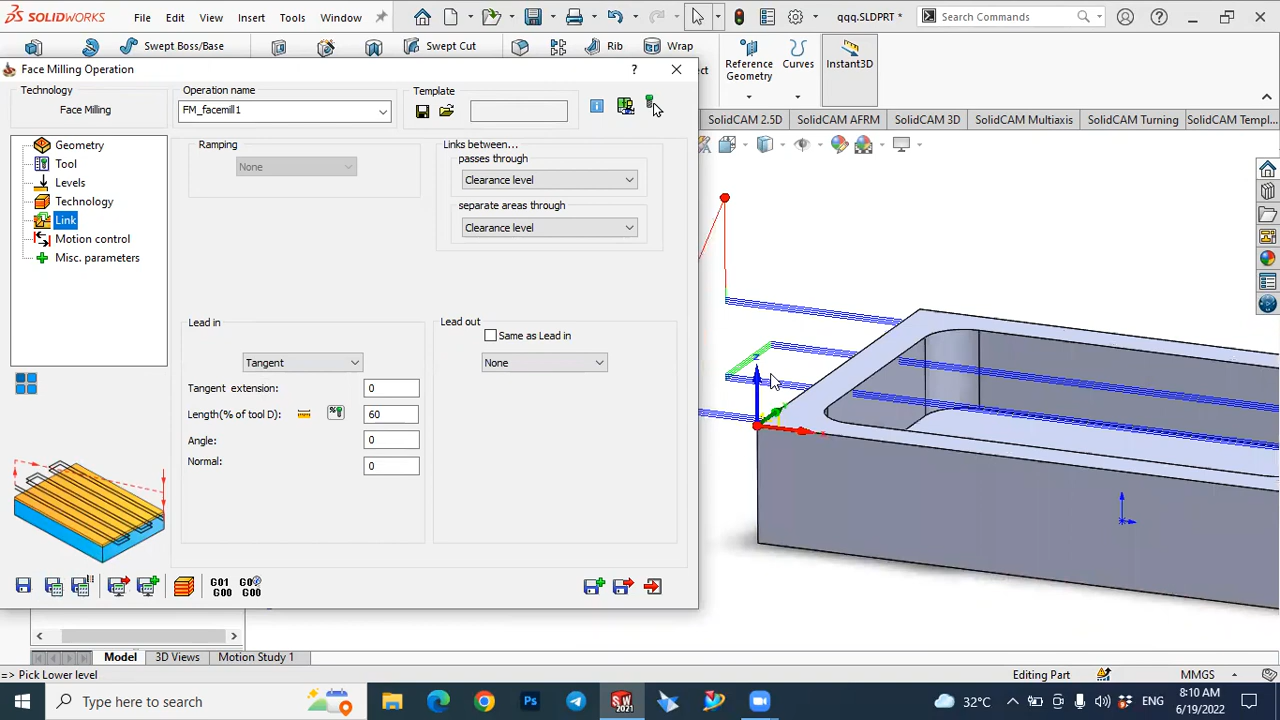 SOLIDWORKS File Edit View Insert Tools Window qqq.SLDPRT * Search Commands
Swept Boss/Base Swept Cut Rib Wrap Reference Geometry Curves Instant3D
Face Milling Operation
Technology
Face Milling
Operation name
FM_facemill1
Template
SolidCAM 2.5D SolidCAM AFRM SolidCAM 3D SolidCAM Multiaxis SolidCAM Turning SolidCAM Templ...
Geometry
Tool
Levels
Technology
Link
Motion control
Misc. parameters
Ramping
None
Links between...
passes through
Clearance level
separate areas through
Clearance level
Lead in
Tangent
Tangent extension: 0
Length(% of tool D): 60
Angle: 0
Normal: 0
Lead out
Same as Lead in
None
G01
G00
Model 3D Views Motion Study 1
=> Pick Lower level Editing Part MMGS
Type here to search 32°C ENG 8:10 AM
6/19/2022